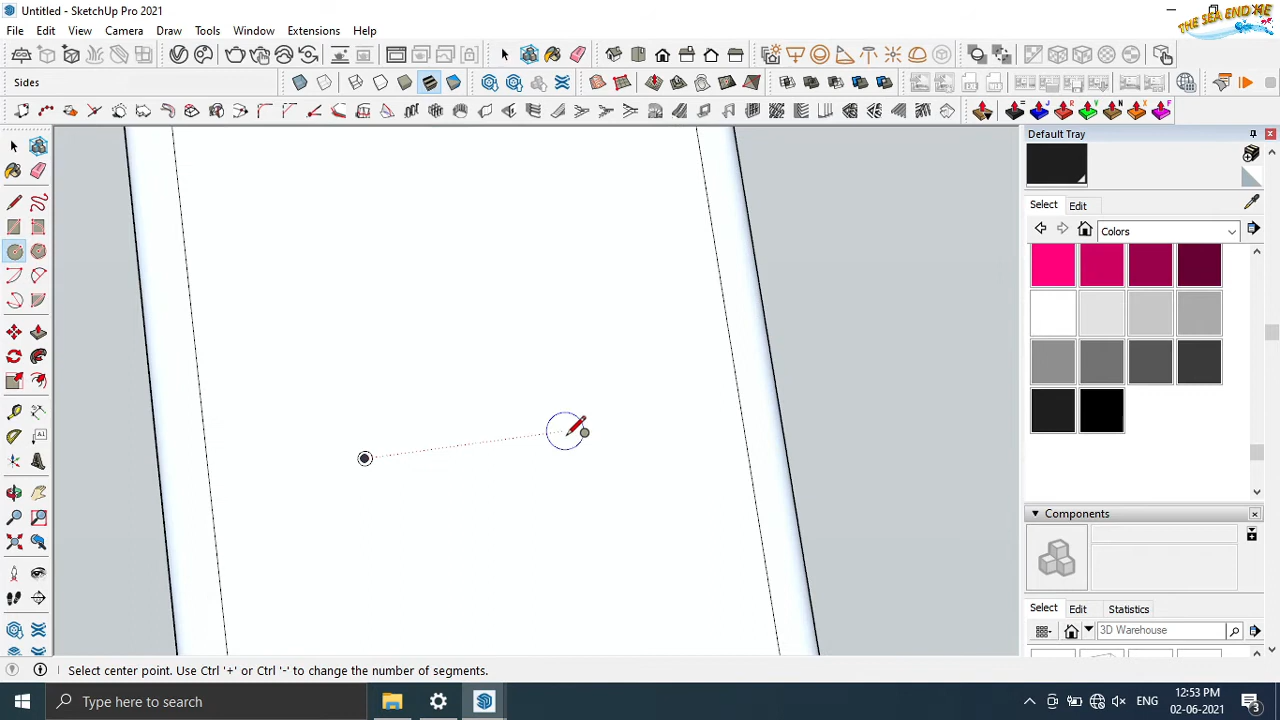 Untitled - SketchUp Pro 2021
THE SEA END ME
File Edit View Camera Draw Tools Window Extensions Help
Sides
Default Tray
Select Edit
Colors
Components
Select Edit Statistics
3D Warehouse
Select center point. Use Ctrl '+' or Ctrl '-' to change the number of segments.
Type here to search
ENG
12:53 PM
02-06-2021
3